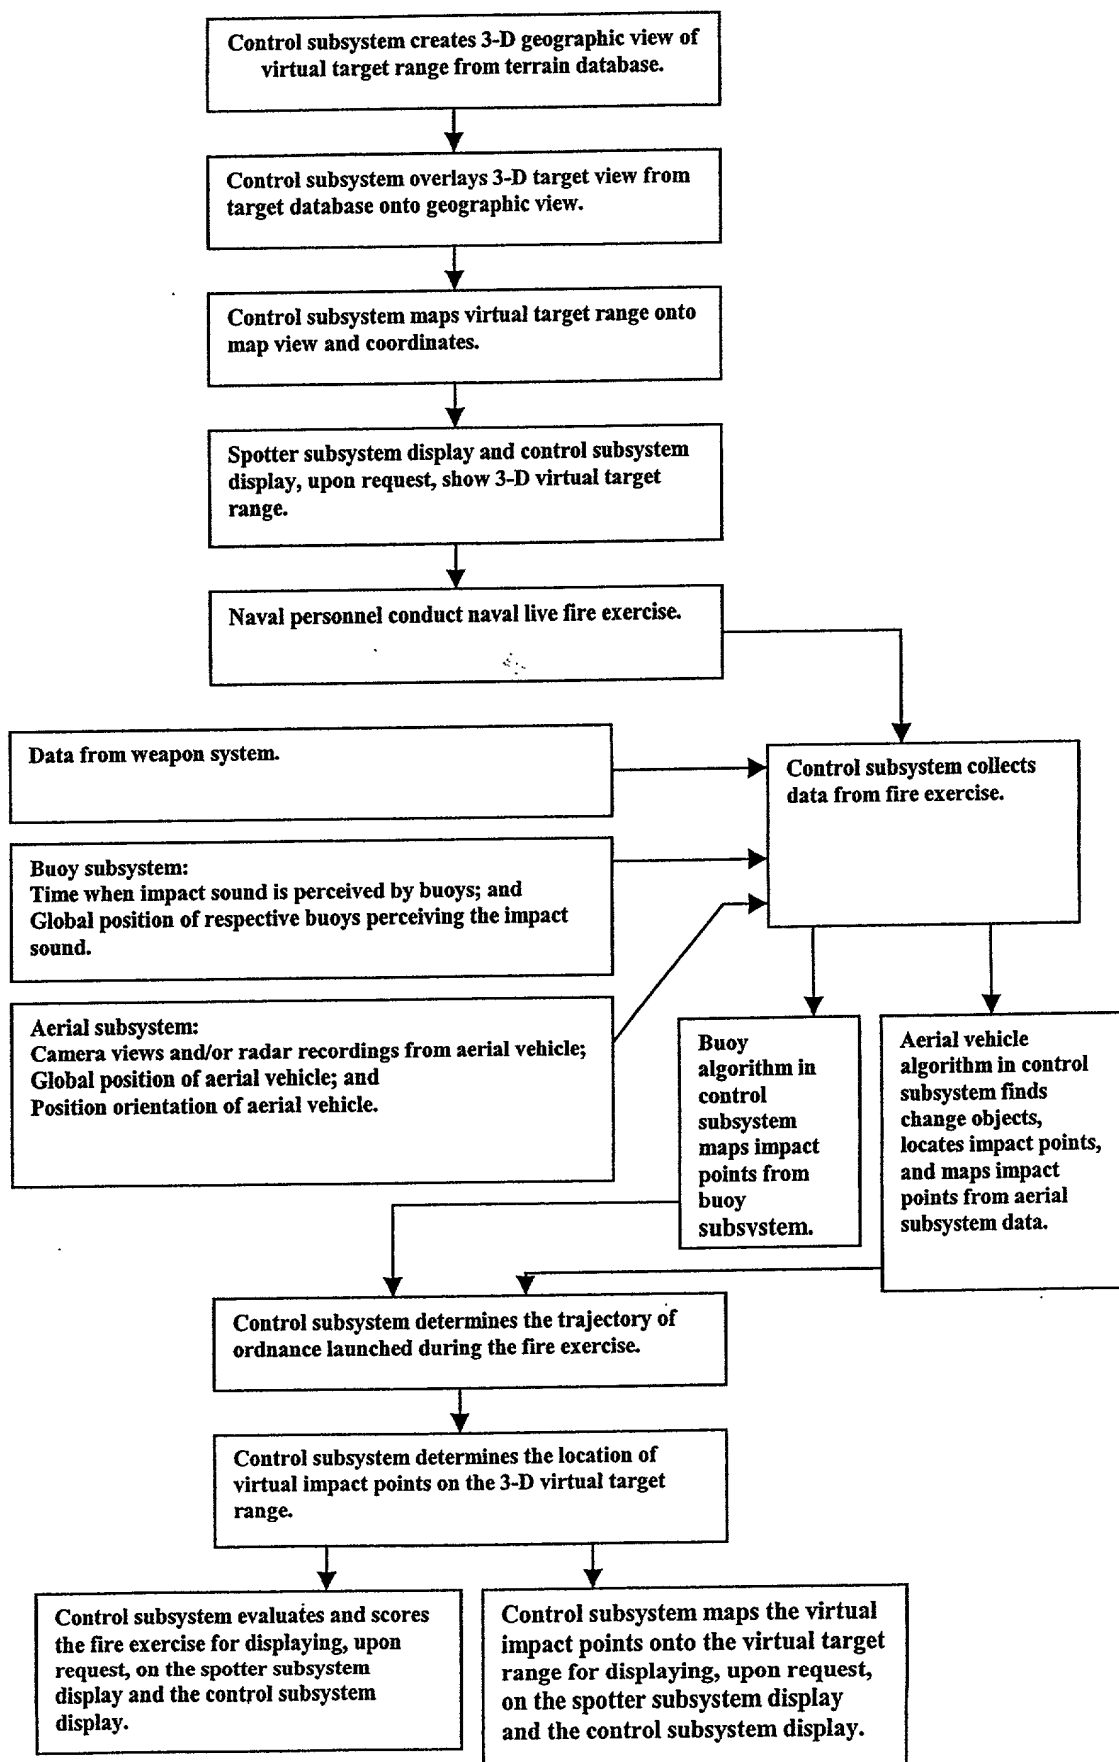 Control subsystem creates 3-D geographic view of
virtual target range from terrain database.
Control subsystem overlays 3-D target view from
target database onto geographic view.
Control subsystem maps virtual target range onto
map view and coordinates.
Spotter subsystem display and control subsystem
display, upon request, show 3-D virtual target
range.
Naval personnel conduct naval live fire exercise.
Data from weapon system.
Control subsystem collects
data from fire exercise.
Buoy subsystem:
Time when impact sound is perceived by buoys; and
Global position of respective buoys perceiving the impact
sound.
Aerial subsystem:
Camera views and/or radar recordings from aerial vehicle;
Global position of aerial vehicle; and
Position orientation of aerial vehicle.
Buoy
algorithm in
control
subsystem
maps impact
points from
buoy
subsystem.
Aerial vehicle
algorithm in control
subsystem finds
change objects,
locates impact points,
and maps impact
points from aerial
subsystem data.
Control subsystem determines the trajectory of
ordnance launched during the fire exercise.
Control subsystem determines the location of
virtual impact points on the 3-D virtual target
range.
Control subsystem evaluates and scores
the fire exercise for displaying, upon
request, on the spotter subsystem
display and the control subsystem
display.
Control subsystem maps the virtual
impact points onto the virtual target
range for displaying, upon request,
on the spotter subsystem display
and the control subsystem display.